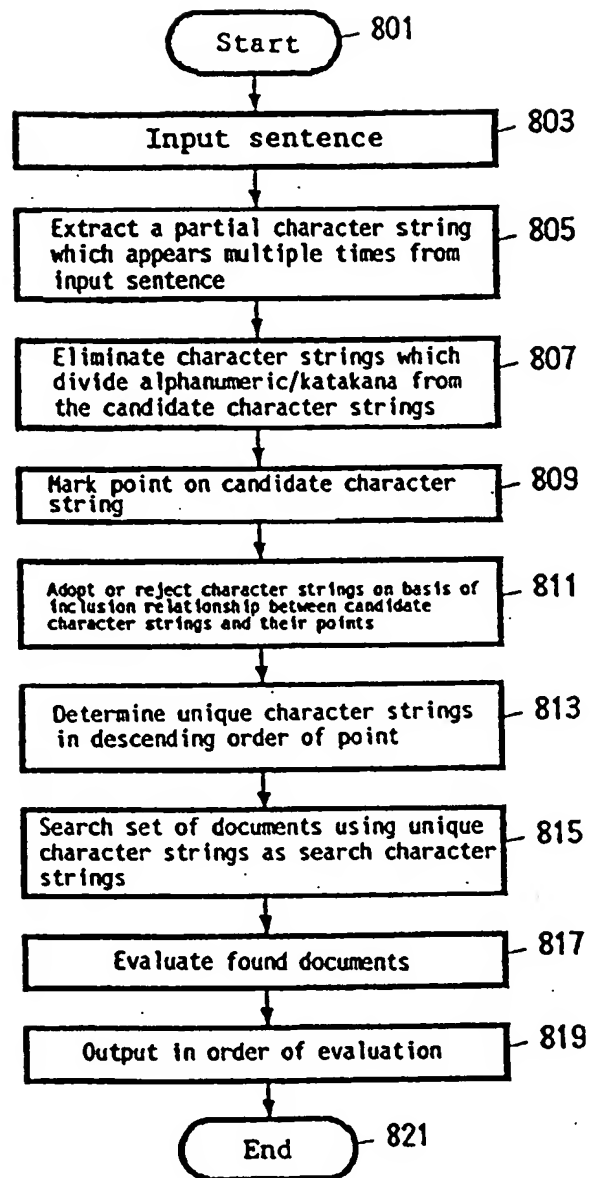 Start
801
Input sentence
803
Extract a partial character string
which appears multiple times from
input sentence
805
Eliminate character strings which
divide alphanumeric/katakana from
the candidate character strings
807
Mark point on candidate character
string
809
Adopt or reject character strings on basis of
inclusion relationship between candidate
character strings and their points
811
Determine unique character strings
in descending order of point
813
Search set of documents using unique
character strings as search character
strings
815
Evaluate found documents
817
Output in order of evaluation
819
End
821